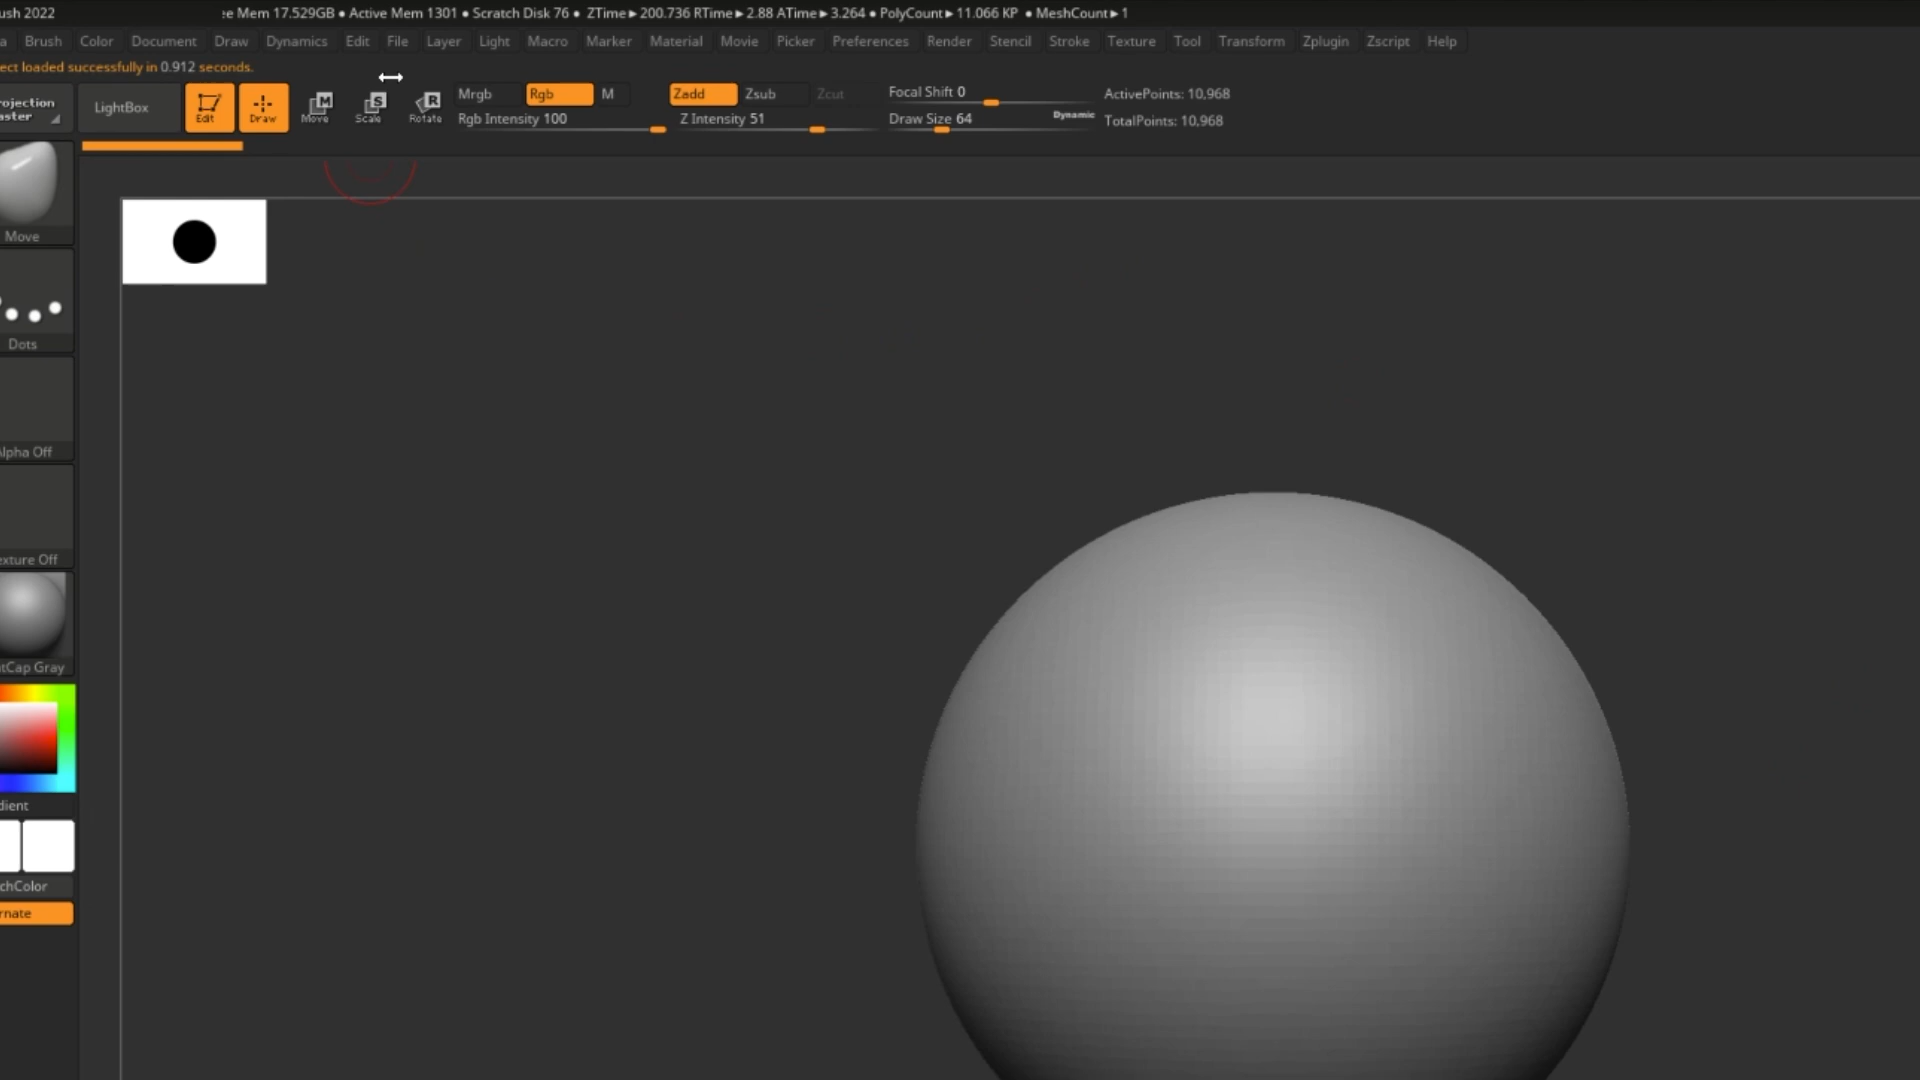 ush 2022 ee Mem 17.529GB • Active Mem 1301 • Scratch Disk 76 • ZTime▸200.736 RTime▸2.88 ATime▸3.264 • PolyCount▸11.066 KP • MeshCount▸1
a Brush Color Document Draw Dynamics Edit File Layer Light Macro Marker Material Movie Picker Preferences Render Stencil Stroke Texture Tool Transform Zplugin Zscript Help
ect loaded successfully in 0.912 seconds.
rojection
aster
LightBox
Edit
Draw
Move
Scale
Rotate
Mrgb Rgb M
Rgb Intensity 100
Zadd Zsub Zcut
Z Intensity 51
Focal Shift 0
Draw Size 64
Dynamic
ActivePoints: 10,968
TotalPoints: 10,968
Move
Dots
Alpha Off
exture Off
tCap Gray
dient
chColor
rnate